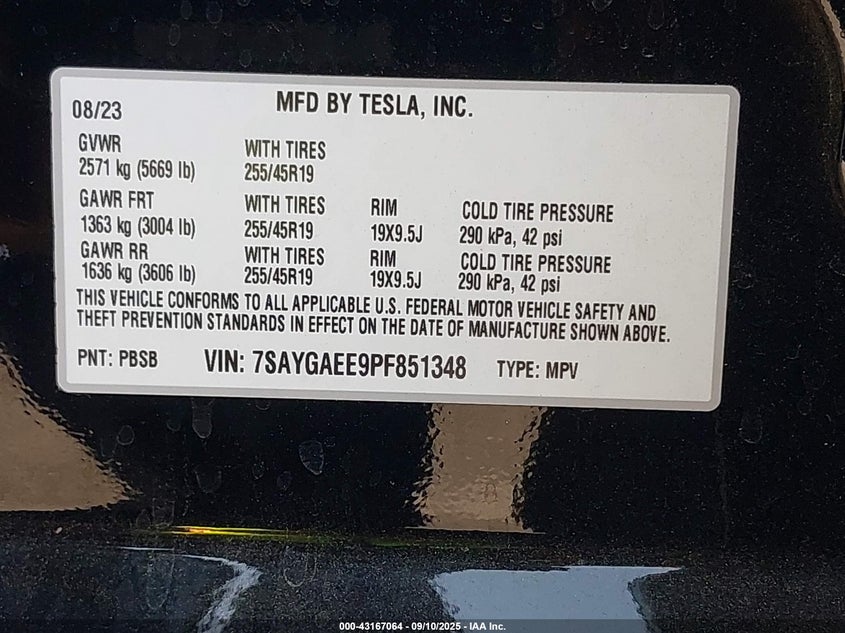 08/23 MFD BY TESLA, INC.
GVWR WITH TIRES
2571 kg (5669 lb) 255/45R19
GAWR FRT WITH TIRES RIM COLD TIRE PRESSURE
1363 kg (3004 lb) 255/45R19 19X9.5J 290 kPa, 42 psi
GAWR RR WITH TIRES RIM COLD TIRE PRESSURE
1636 kg (3606 lb) 255/45R19 19X9.5J 290 kPa, 42 psi
THIS VEHICLE CONFORMS TO ALL APPLICABLE U.S. FEDERAL MOTOR VEHICLE SAFETY AND
THEFT PREVENTION STANDARDS IN EFFECT ON THE DATE OF MANUFACTURE SHOWN ABOVE.
PNT: PBSB VIN: 7SAYGAEE9PF851348 TYPE: MPV
000-43167064 - 09/10/2025 - IAA Inc.